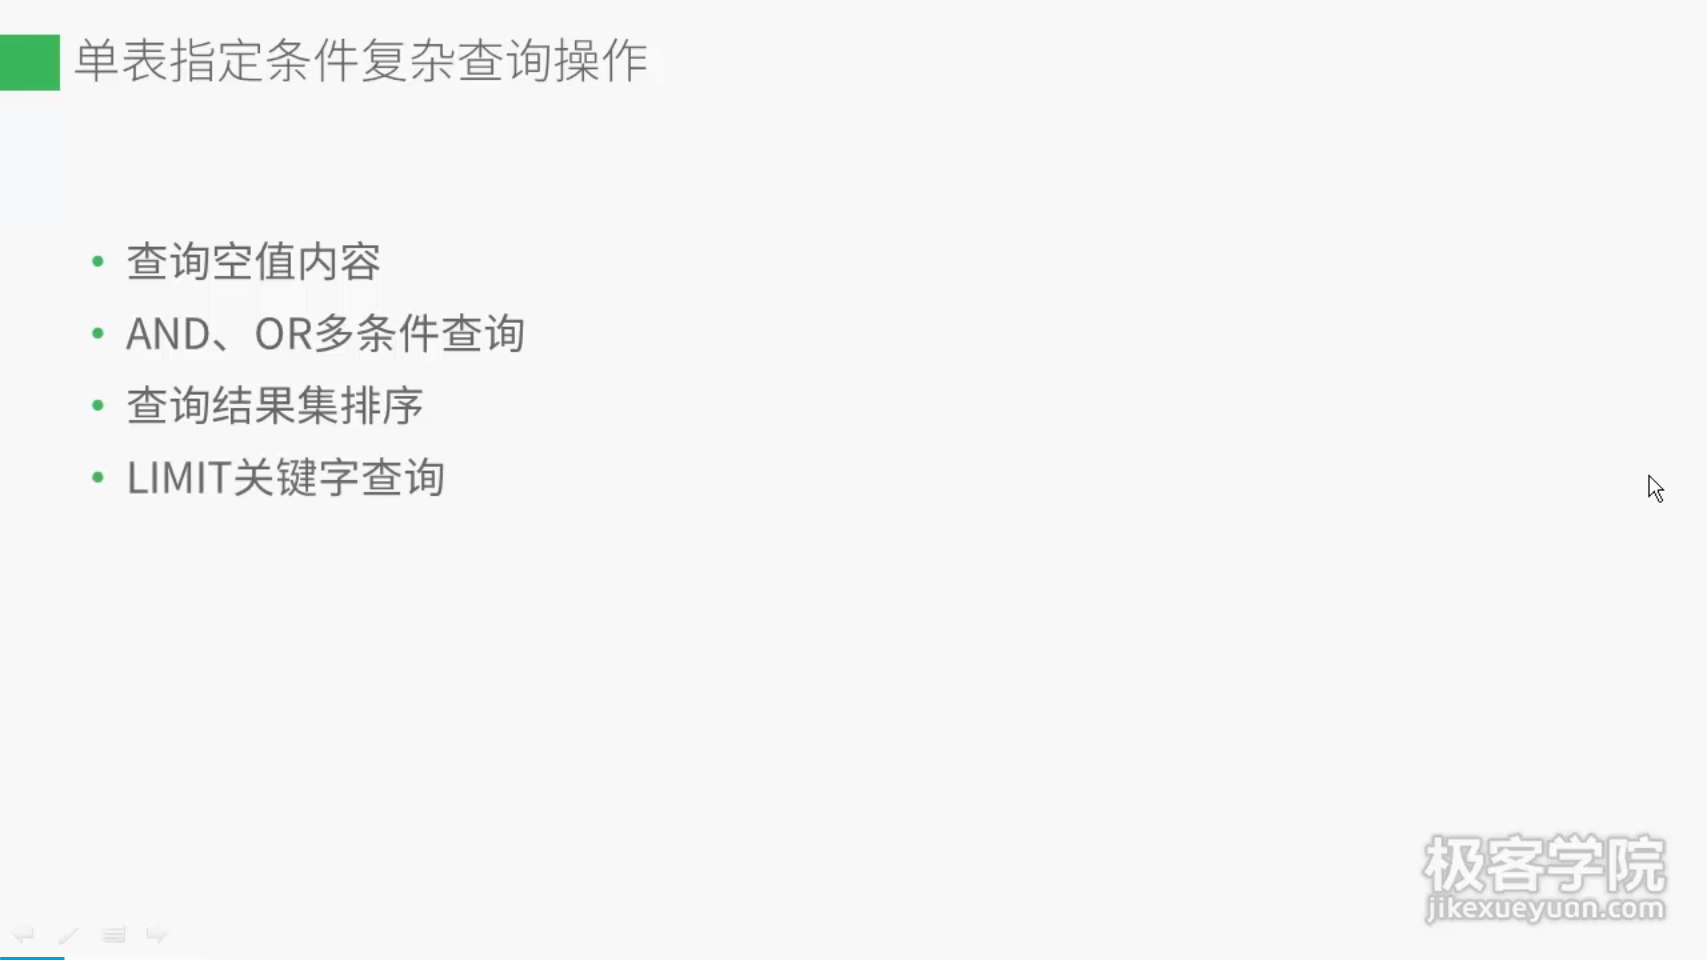 单表指定条件复杂查询操作
查询空值内容
AND、OR多条件查询
查询结果集排序
LIMIT关键字查询
极客学院
jikexueyuan.com